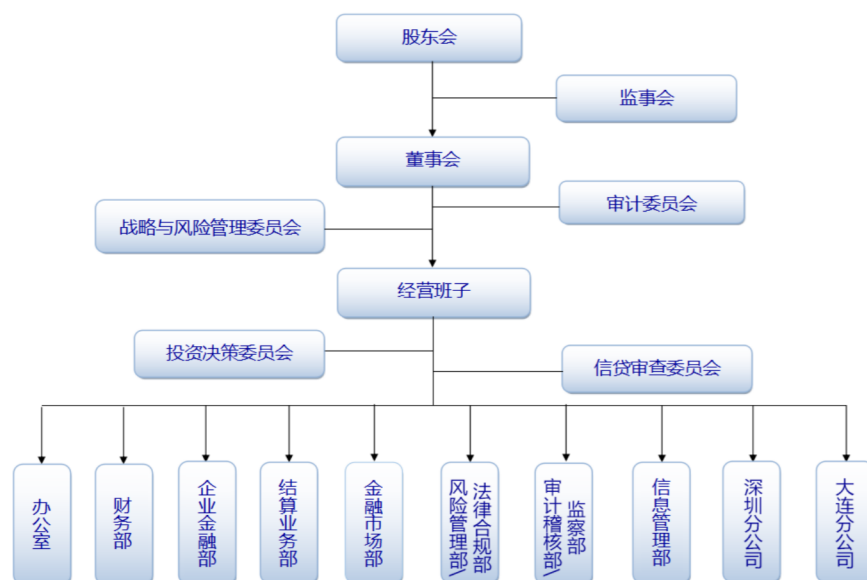 股东会
监事会
董事会
审计委员会
战略与风险管理委员会
经营班子
投资决策委员会
信贷审查委员会
办公室
财务部
企业金融部
结算业务部
金融市场部
风险管理部\
法律合规部
审计稽核部\
监察部
信息管理部
深圳分公司
大连分公司